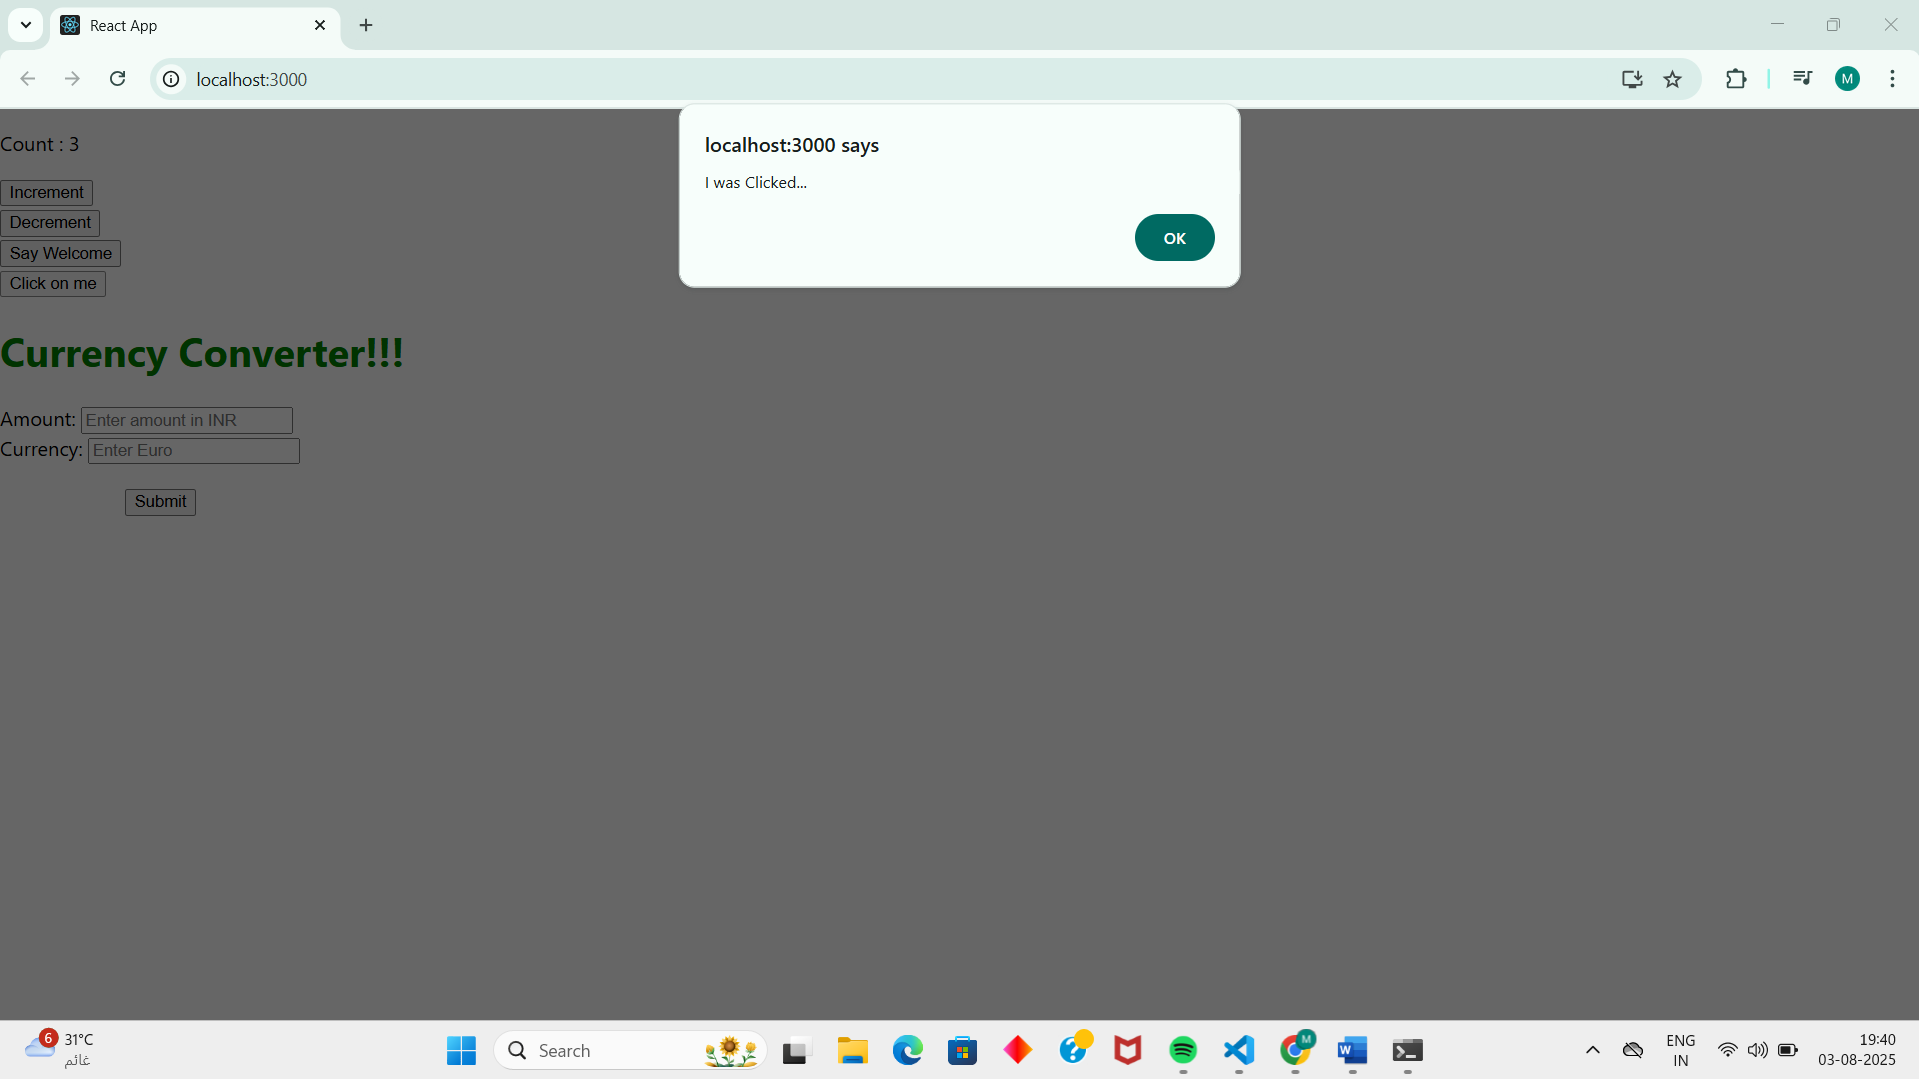 React App
localhost:3000
M
Count : 3
Increment
Decrement
Say Welcome
Click on me
localhost:3000 says
I was Clicked...
OK
Currency Converter!!!
Amount: Enter amount in INR
Currency: Enter Euro
Submit
6
31°C
غائم
Search
M
W
ENG
IN
19:40
03-08-2025